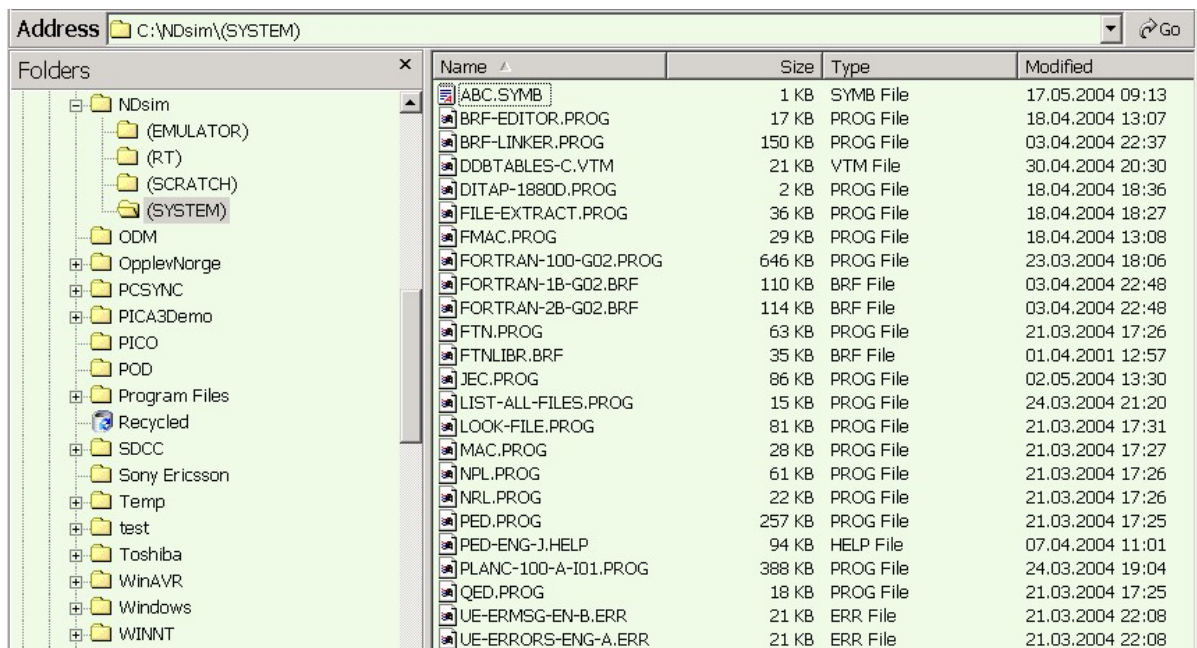 Address C:\NDsim\(SYSTEM) Go
Folders ×
NDsim
(EMULATOR)
(RT)
(SCRATCH)
(SYSTEM)
ODM
OpplevNorge
PCSYNC
PICA3Demo
PICO
POD
Program Files
Recycled
SDCC
Sony Ericsson
Temp
test
Toshiba
WinAVR
Windows
WINNT
Name Size Type Modified
ABC.SYMB 1 KB SYMB File 17.05.2004 09:13
BRF-EDITOR.PROG 17 KB PROG File 18.04.2004 13:07
BRF-LINKER.PROG 150 KB PROG File 03.04.2004 22:37
DDBTABLES-C.VTM 21 KB VTM File 30.04.2004 20:30
DITAP-1880D.PROG 2 KB PROG File 18.04.2004 18:36
FILE-EXTRACT.PROG 36 KB PROG File 18.04.2004 18:27
FMAC.PROG 29 KB PROG File 18.04.2004 13:08
FORTRAN-100-G02.PROG 646 KB PROG File 23.03.2004 18:06
FORTRAN-1B-G02.BRF 110 KB BRF File 03.04.2004 22:48
FORTRAN-2B-G02.BRF 114 KB BRF File 03.04.2004 22:48
FTN.PROG 63 KB PROG File 21.03.2004 17:26
FTNLIBR.BRF 35 KB BRF File 01.04.2001 12:57
JEC.PROG 86 KB PROG File 02.05.2004 13:30
LIST-ALL-FILES.PROG 15 KB PROG File 24.03.2004 21:20
LOOK-FILE.PROG 81 KB PROG File 21.03.2004 17:31
MAC.PROG 28 KB PROG File 21.03.2004 17:27
NPL.PROG 61 KB PROG File 21.03.2004 17:26
NRL.PROG 22 KB PROG File 21.03.2004 17:26
PED.PROG 257 KB PROG File 21.03.2004 17:25
PED-ENG-J.HELP 94 KB HELP File 07.04.2004 11:01
PLANC-100-A-I01.PROG 388 KB PROG File 24.03.2004 19:04
QED.PROG 18 KB PROG File 21.03.2004 17:25
UE-ERMSG-EN-B.ERR 21 KB ERR File 21.03.2004 22:08
UE-ERRORS-ENG-A.ERR 21 KB ERR File 21.03.2004 22:08